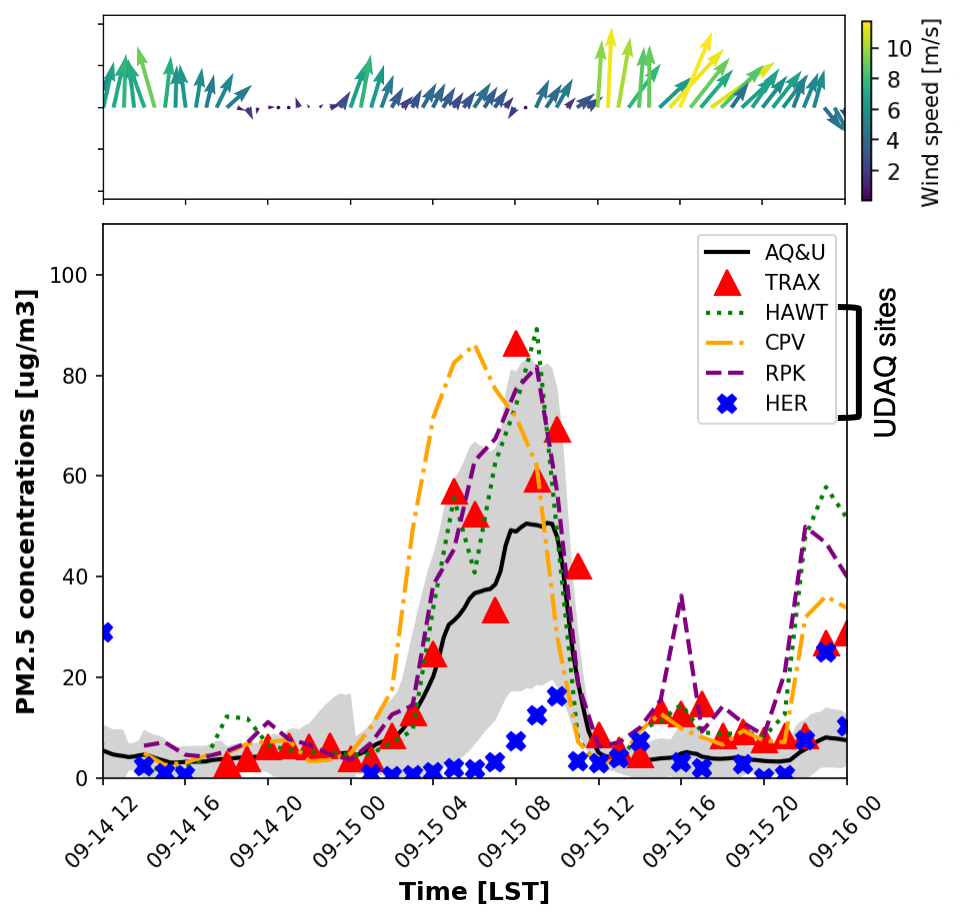 10
8
6
4
2
Wind speed [m/s]
100
80
60
40
20
0
PM2.5 concentrations [ug/m3]
AQ&U
TRAX
HAWT
CPV
RPK
HER
UDAQ sites
09-14 12
09-14 16
09-14 20
09-15 00
09-15 04
09-15 08
09-15 12
09-15 16
09-15 20
09-16 00
Time [LST]